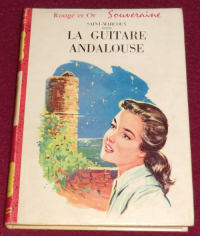 Rouge et Or Souveraine
SAINT-MARCOUX
LA GUITARE
ANDALOUSE